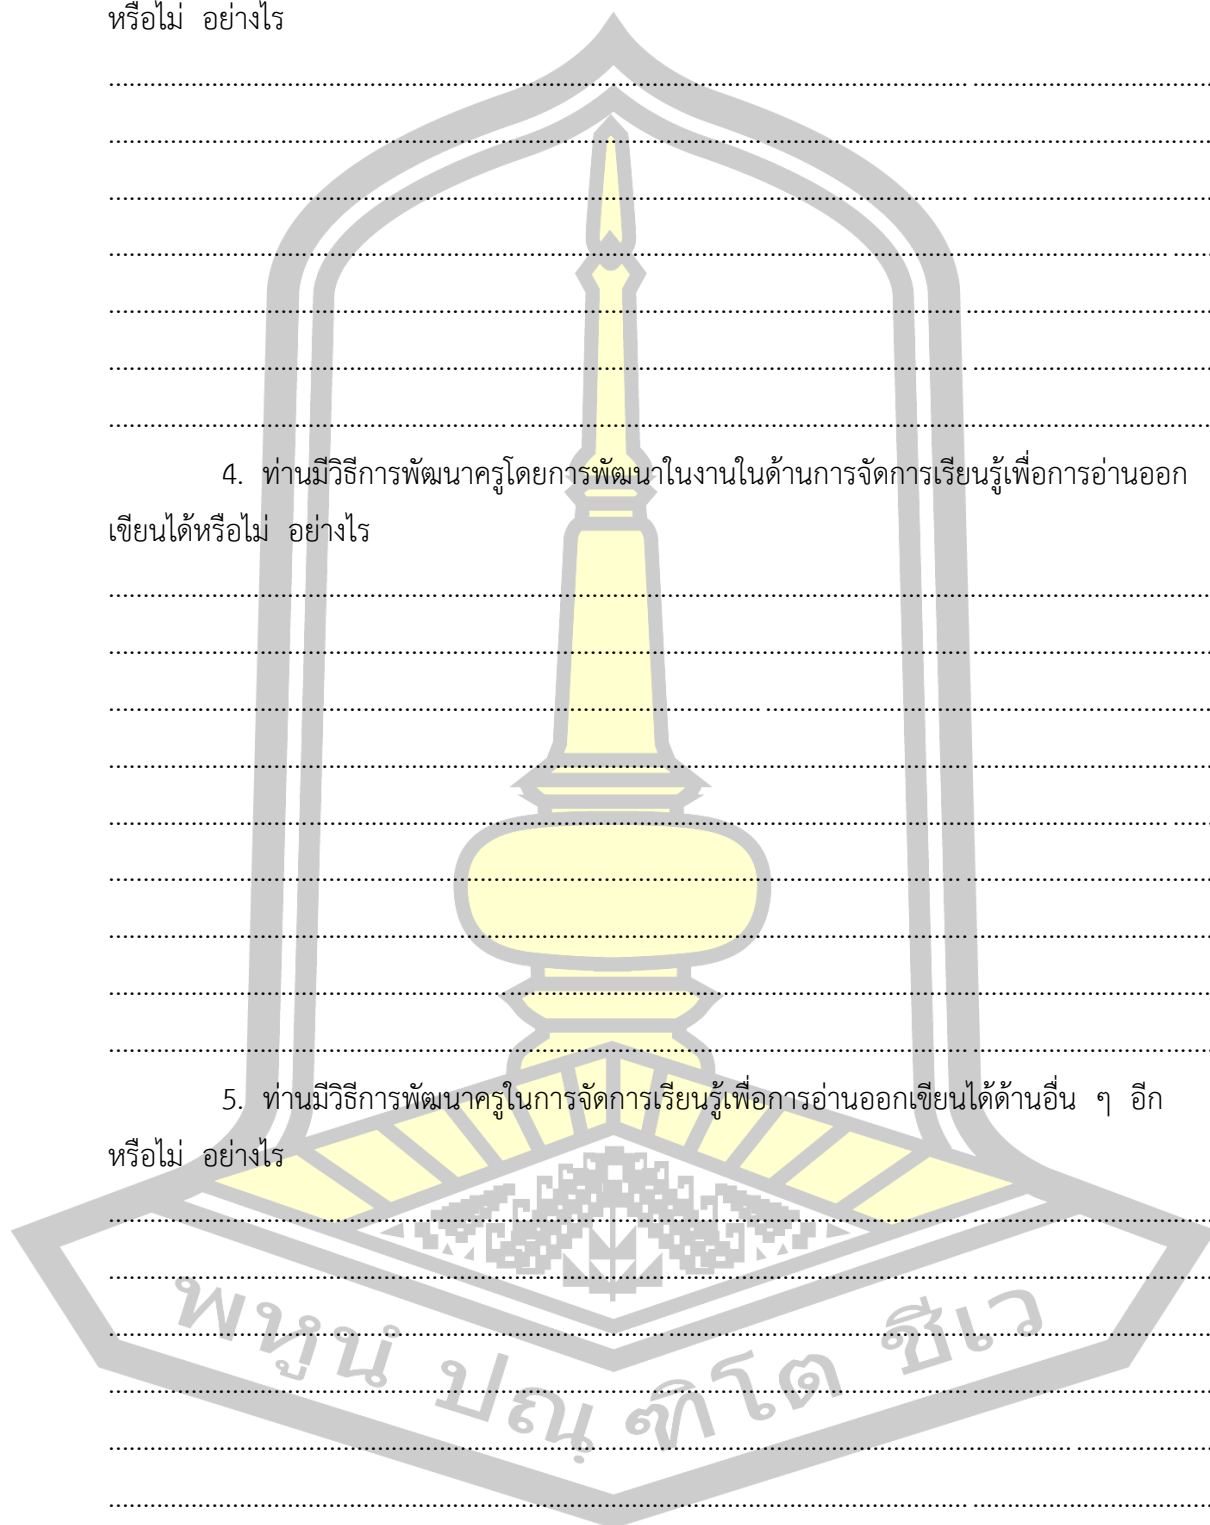 หรือไม่ อย่างไร
4. ท่านมีวิธีการพัฒนาครูโดยการพัฒนาในงานในด้านการจัดการเรียนรู้เพื่อการอ่านออก
เขียนได้หรือไม่ อย่างไร
5. ท่านมีวิธีการพัฒนาครูในการจัดการเรียนรู้เพื่อการอ่านออกเขียนได้ด้านอื่น ๆ อีก
หรือไม่ อย่างไร
พหูนํ ปณฺฑิโต ชีเว